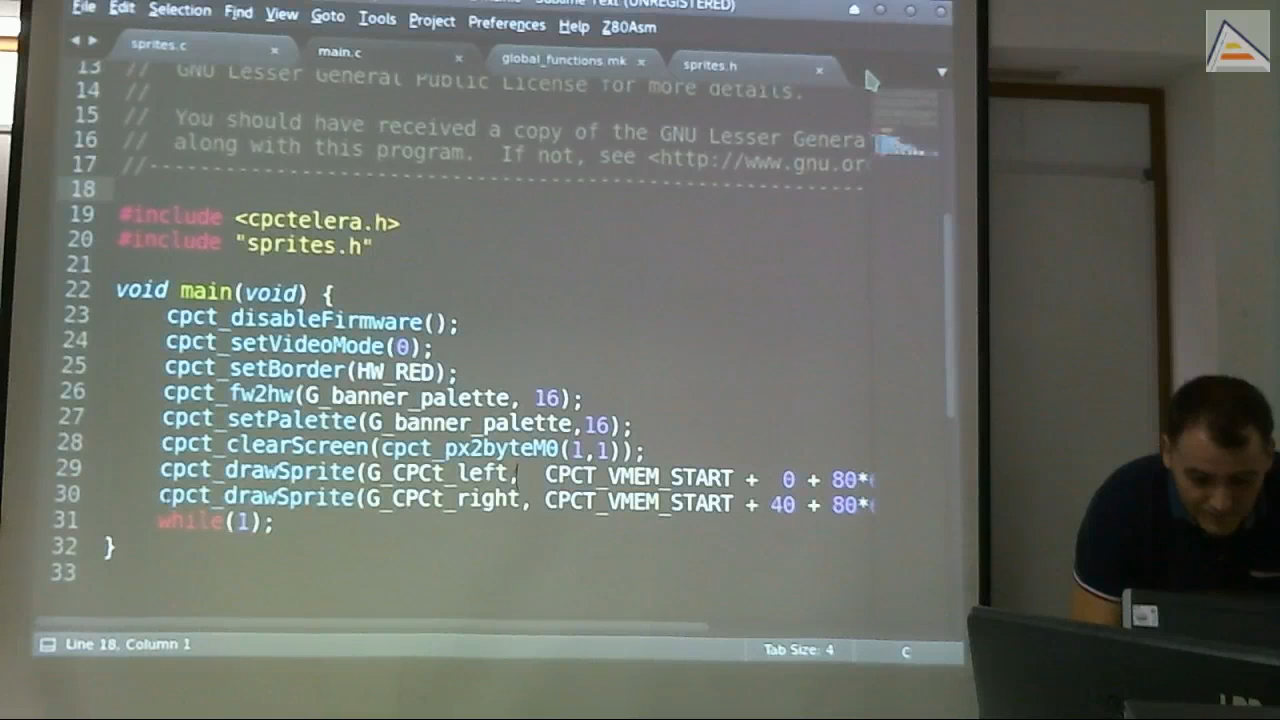 Sublime Text (UNREGISTERED)
File Edit Selection Find View Goto Tools Project Preferences Help Z80Asm
sprites.c × main.c × global_functions.mk × sprites.h ×
13 // GNU Lesser General Public License for more details.
14 //
15 // You should have received a copy of the GNU Lesser Genera
16 // along with this program. If not, see <http://www.gnu.or
17 //------------------------------------------------------------
18
19 #include <cpctelera.h>
20 #include "sprites.h"
21
22 void main(void) {
23 cpct_disableFirmware();
24 cpct_setVideoMode(0);
25 cpct_setBorder(HW_RED);
26 cpct_fw2hw(G_banner_palette, 16);
27 cpct_setPalette(G_banner_palette,16);
28 cpct_clearScreen(cpct_px2byteM0(1,1));
29 cpct_drawSprite(G_CPCt_left, CPCT_VMEM_START + 0 + 80*(
30 cpct_drawSprite(G_CPCt_right, CPCT_VMEM_START + 40 + 80*(
31 while(1);
32 }
33
Line 18, Column 1 Tab Size: 4 C